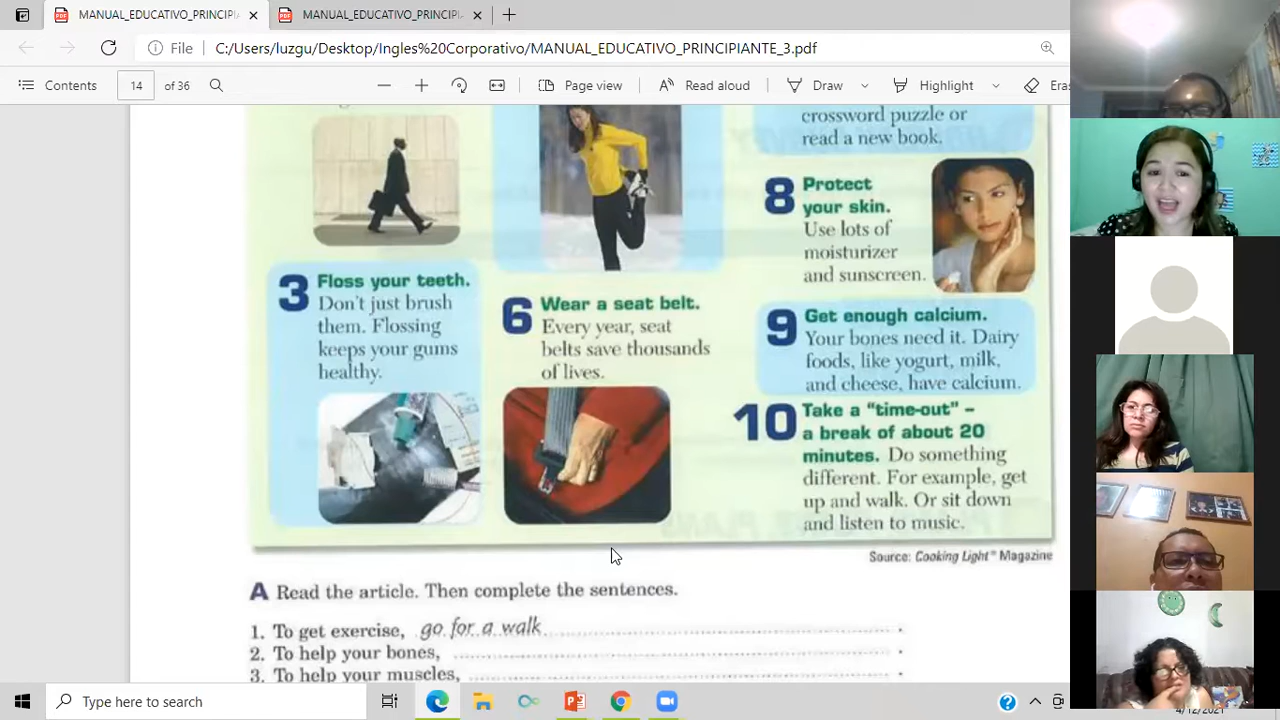 MANUAL_EDUCATIVO_PRINCIPI
MANUAL_EDUCATIVO_PRINCIPI
File
C:/Users/luzgu/Desktop/Ingles%20Corporativo/MANUAL_EDUCATIVO_PRINCIPIANTE_3.pdf
Contents
14
of 36
Page view
Read aloud
Draw
Highlight
Eras
3 Floss your teeth.
Don't just brush
them. Flossing
keeps your gums
healthy.
6 Wear a seat belt.
Every year, seat
belts save thousands
of lives.
crossword puzzle or
read a new book.
8 Protect
your skin.
Use lots of
moisturizer
and sunscreen.
9 Get enough calcium.
Your bones need it. Dairy
foods, like yogurt, milk,
and cheese, have calcium.
10 Take a "time-out" –
a break of about 20
minutes. Do something
different. For example, get
up and walk. Or sit down
and listen to music.
Source: Cooking Light® Magazine
A Read the article. Then complete the sentences.
1. To get exercise, go for a walk
2. To help your bones,
3. To help your muscles,
Type here to search
4/12/2021